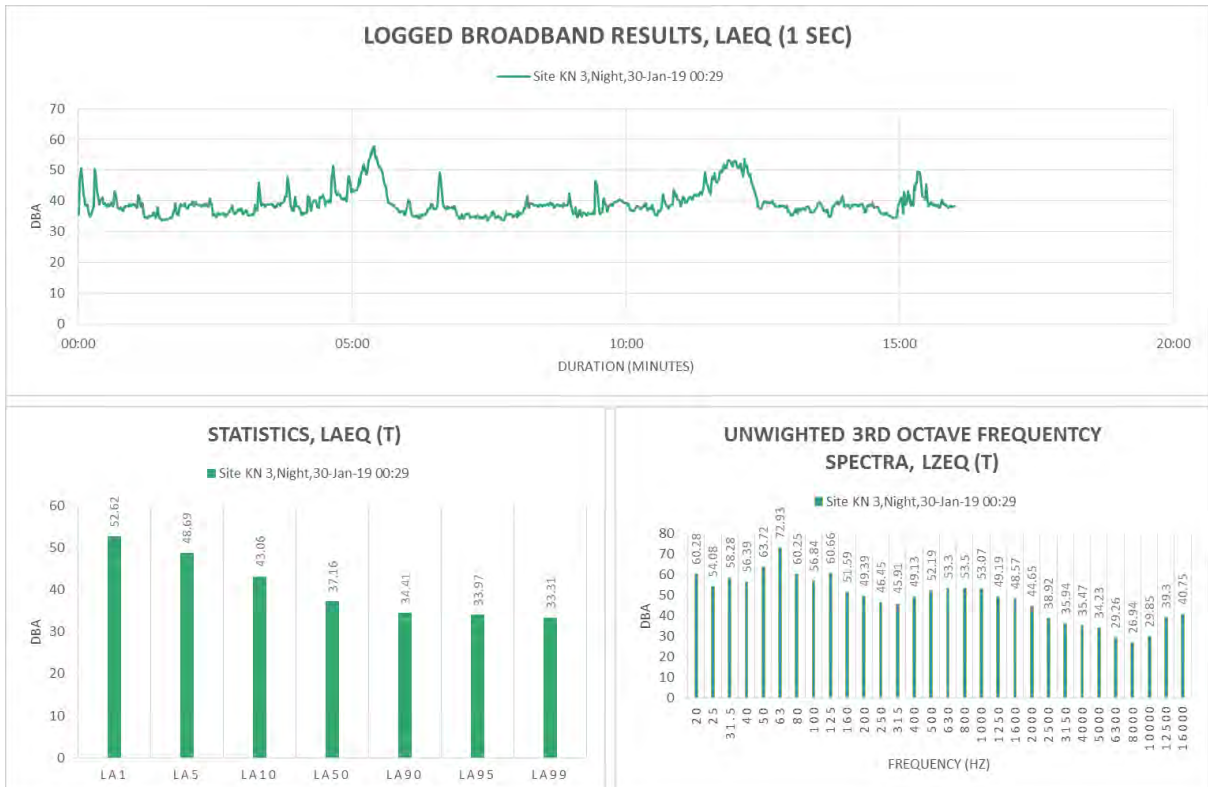 LOGGED BROADBAND RESULTS, LAEQ (1 SEC)
Site KN 3,Night,30-Jan-19 00:29
70
60
50
40
30
20
10
0
DBA
00:00 05:00 10:00 15:00 20:00
DURATION (MINUTES)
STATISTICS, LAEQ (T)
Site KN 3,Night,30-Jan-19 00:29
60
50
40
30
20
10
0
DBA
52.62 48.69 43.06 37.16 34.41 33.97 33.31
LA1 LA5 LA10 LA50 LA90 LA95 LA99
UNWIGHTED 3RD OCTAVE FREQUENTCY
SPECTRA, LZEQ (T)
Site KN 3,Night,30-Jan-19 00:29
80
70
60
50
40
30
20
10
0
DBA
60.28 54.08 58.28 56.39 63.72 72.93 60.25 56.84 60.66 51.59 49.39 46.45 45.91 49.13 52.19 53.3 53.5 53.07 49.19 48.57 44.65 38.92 35.94 35.47 34.23 29.26 26.94 29.85 39.3 40.75
20 25 31.5 40 50 63 80 100 125 160 200 250 315 400 500 630 800 1000 1250 1600 2000 2500 3150 4000 5000 6300 8000 10000 12500 16000
FREQUENCY (HZ)